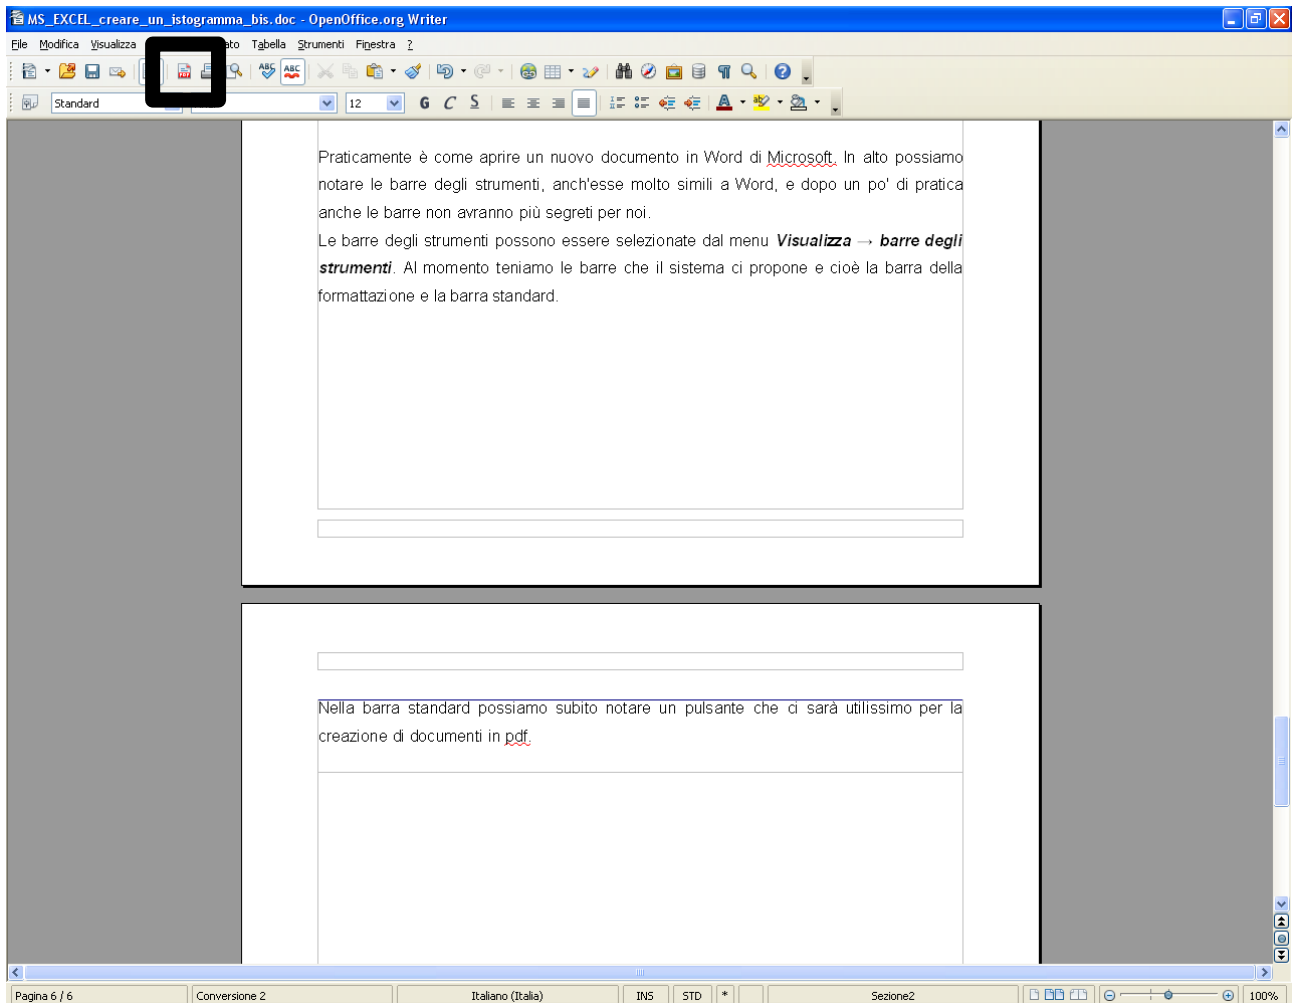 MS_EXCEL_creare_un_istogramma_bis.doc - OpenOffice.org Writer
File Modifica Visualizza ato Tabella Strumenti Finestra ?
Standard 12 G C S
Praticamente è come aprire un nuovo documento in Word di Microsoft. In alto possiamo
notare le barre degli strumenti, anch'esse molto simili a Word, e dopo un po' di pratica
anche le barre non avranno più segreti per noi.
Le barre degli strumenti possono essere selezionate dal menu Visualizza → barre degli
strumenti. Al momento teniamo le barre che il sistema ci propone e cioè la barra della
formattazione e la barra standard.
Nella barra standard possiamo subito notare un pulsante che ci sarà utilissimo per la
creazione di documenti in pdf.
Pagina 6 / 6 Conversione 2 Italiano (Italia) INS STD * Sezione2 100%